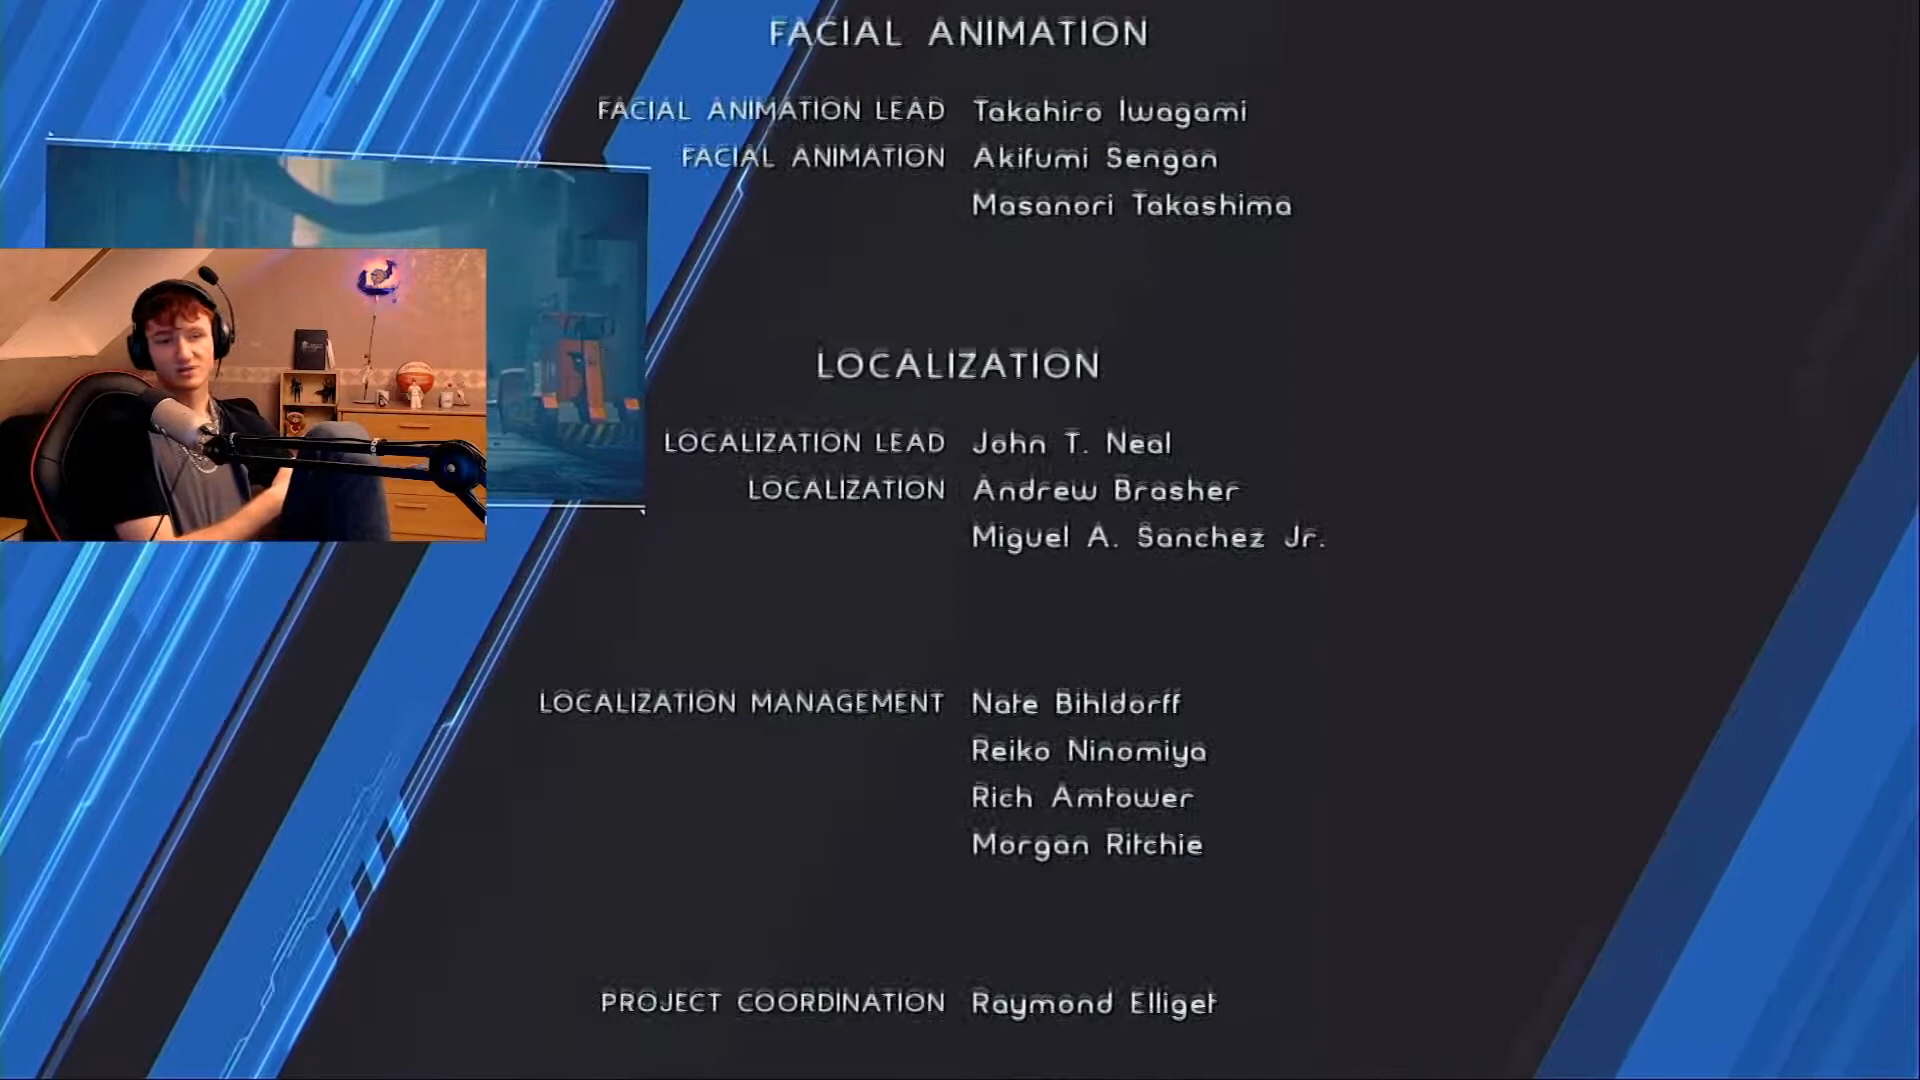 FACIAL ANIMATION
FACIAL ANIMATION LEAD Takahiro Iwagami
FACIAL ANIMATION Akifumi Sengan
Masanori Takashima
LOCALIZATION
LOCALIZATION LEAD John T. Neal
LOCALIZATION Andrew Brasher
Miguel A. Sanchez Jr.
LOCALIZATION MANAGEMENT Nate Bihldorff
Reiko Ninomiya
Rich Amtower
Morgan Ritchie
PROJECT COORDINATION Raymond Elliget